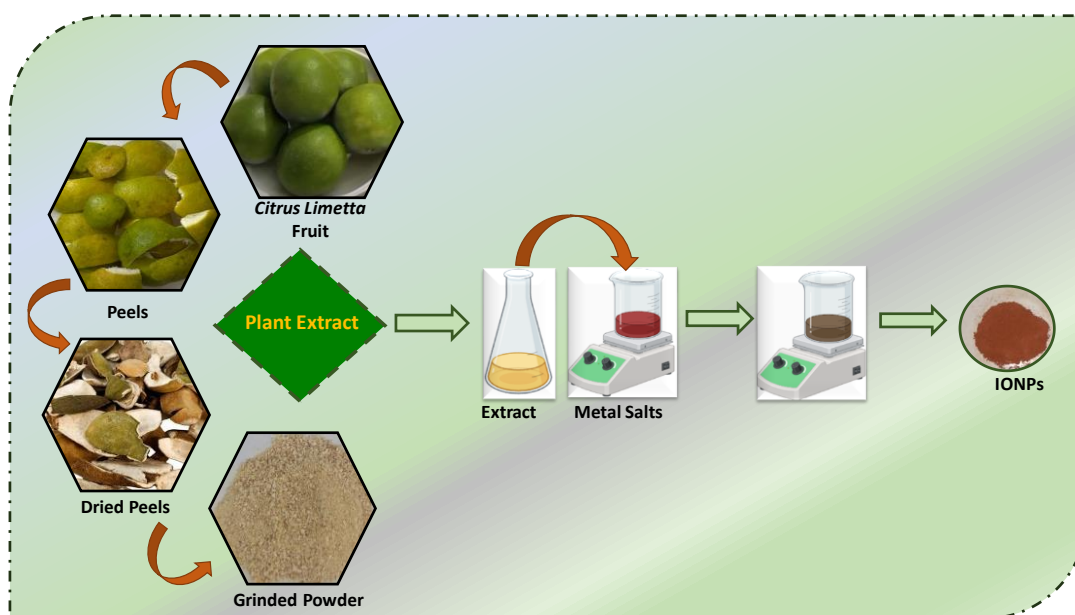 Citrus Limetta
Fruit
Peels
Dried Peels
Grinded Powder
Plant Extract
Extract
Metal Salts
IONPs